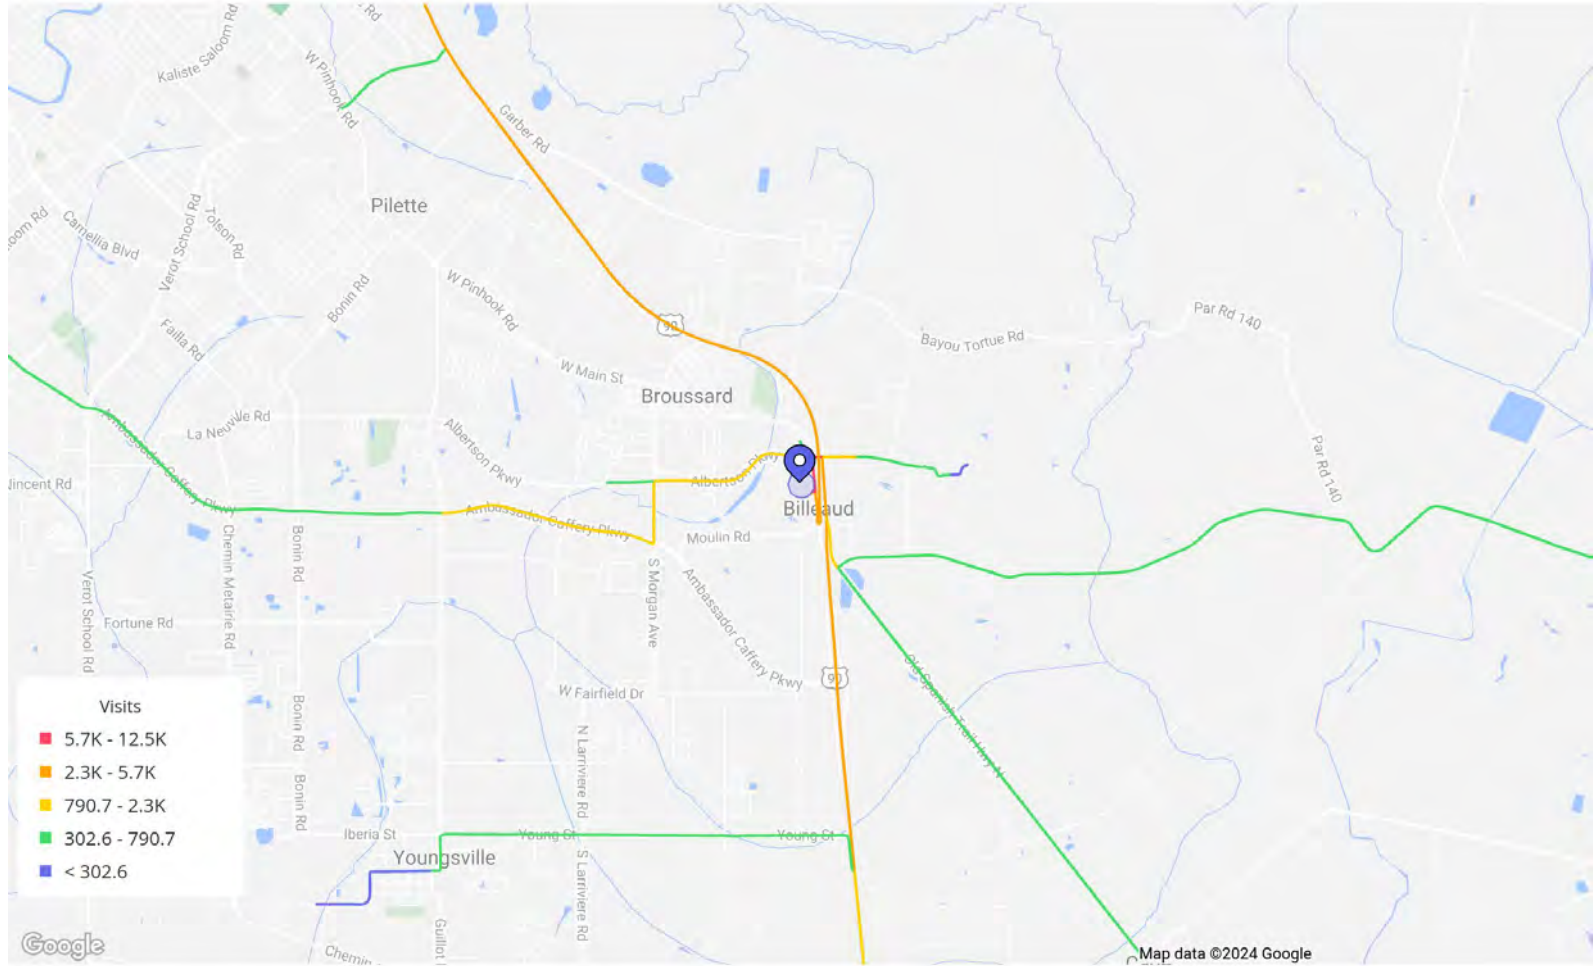 Kaliste Saloom Rd
W Pinhook Rd
Garber Rd
Pilette
Camellia Blvd
Verot School Rd
Tolson Rd
Bonin Rd
W Pinhook Rd
Failla Rd
90
Par Rd 140
Bayou Tortue Rd
W Main St
Broussard
La Neuville Rd
Ambassador Caffery Pkwy
Albertson Pkwy
Albertson Pkwy
Par Rd 140
Billeaud
Ambassador Caffery Pkwy
Moulin Rd
Chemin Metairie Rd
Bonin Rd
Verot School Rd
S Morgan Ave
Ambassador Caffery Pkwy
Fortune Rd
90
Old Spanish Trail Hwy N
W Fairfield Dr
N Larriviere Rd
Bonin Rd
Visits
5.7K - 12.5K
2.3K - 5.7K
790.7 - 2.3K
302.6 - 790.7
< 302.6
Bonin Rd
Iberia St
Young St
Young St
Youngsville
S Larriviere Rd
Google
Map data ©2024 Google